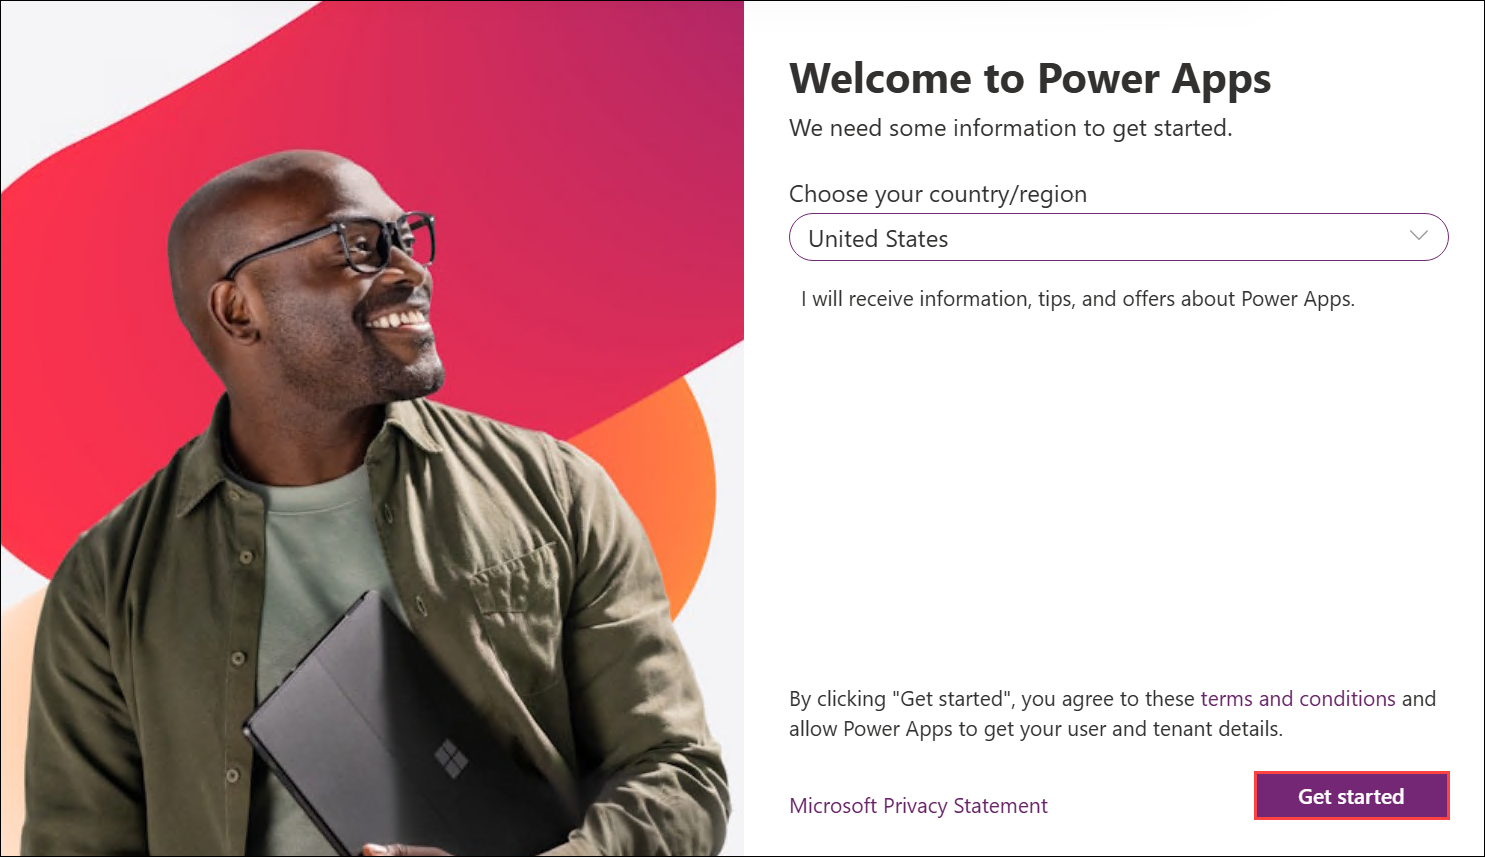 Welcome to Power Apps
We need some information to get started.
Choose your country/region
United States
I will receive information, tips, and offers about Power Apps.
By clicking "Get started", you agree to these terms and conditions and
allow Power Apps to get your user and tenant details.
Microsoft Privacy Statement
Get started